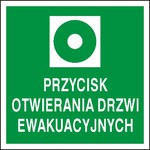 PRZYCISK
OTWIERANIA DRZWI
EWAKUACYJNYCH